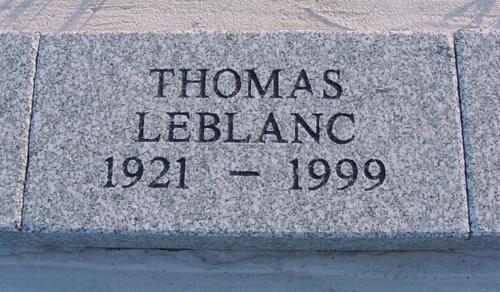 THOMAS
LEBLANC
1921 – 1999